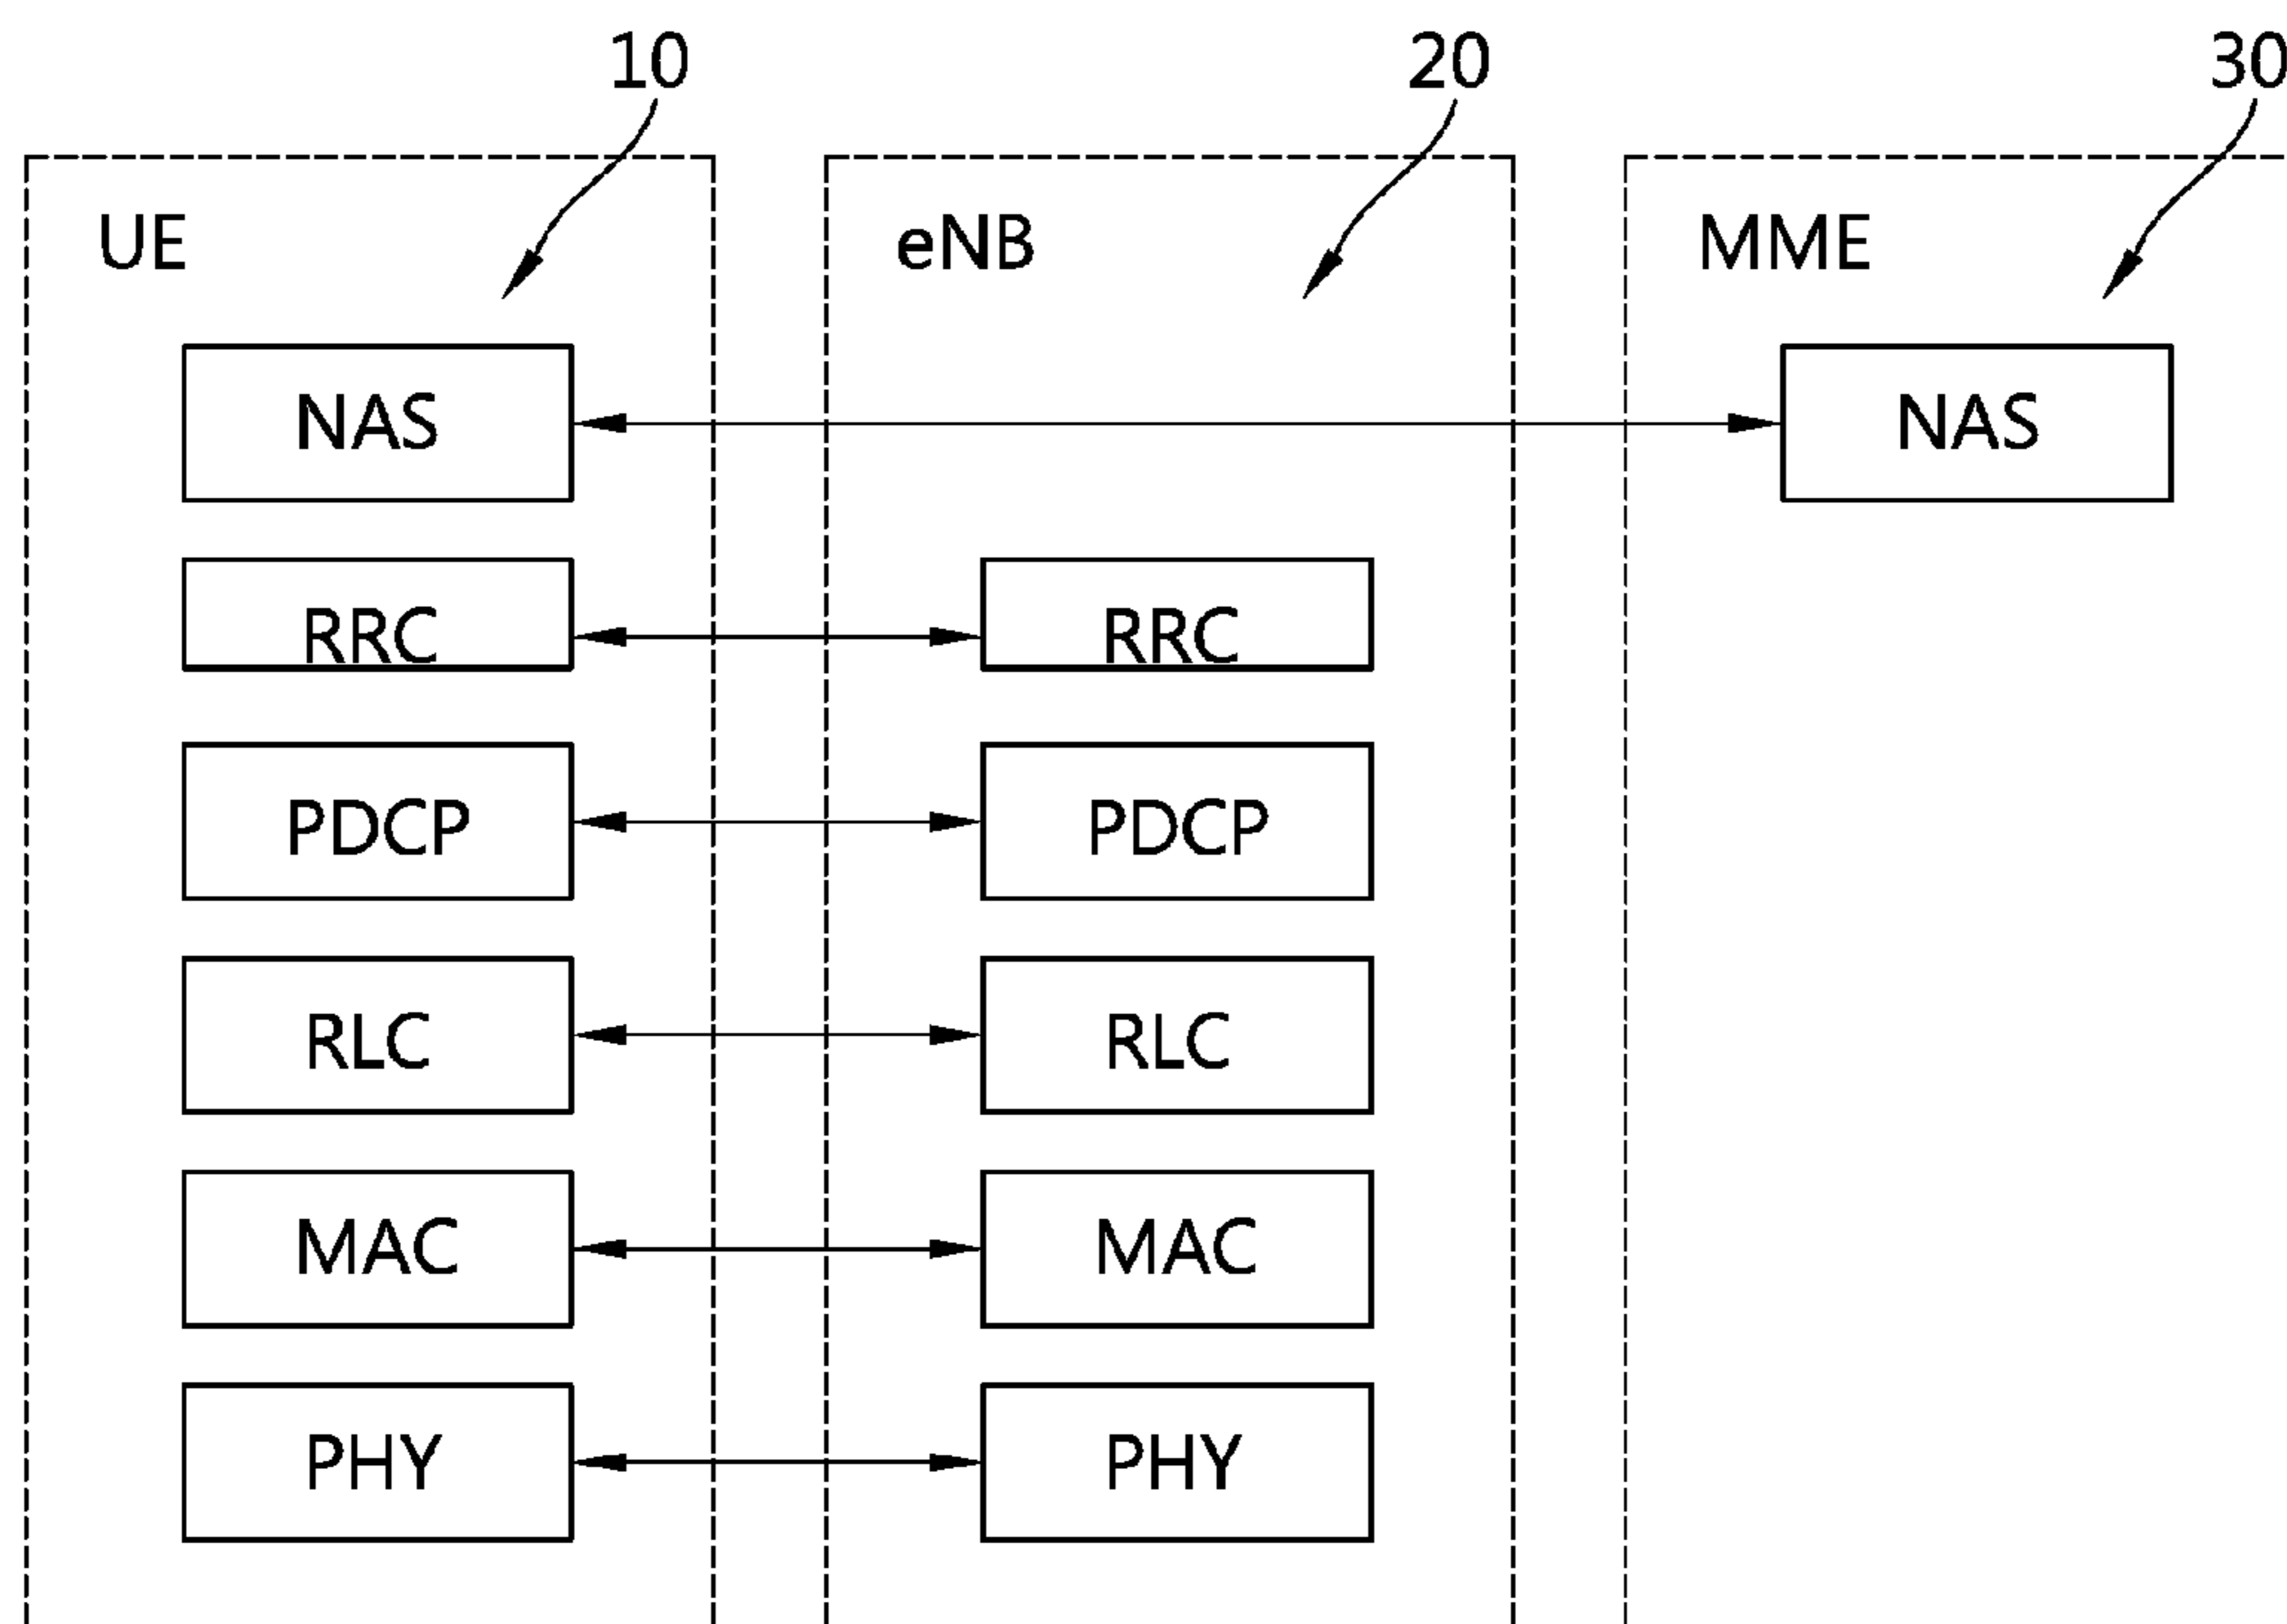 10 20 30
UE eNB MME
NAS NAS
RRC RRC
PDCP PDCP
RLC RLC
MAC MAC
PHY PHY